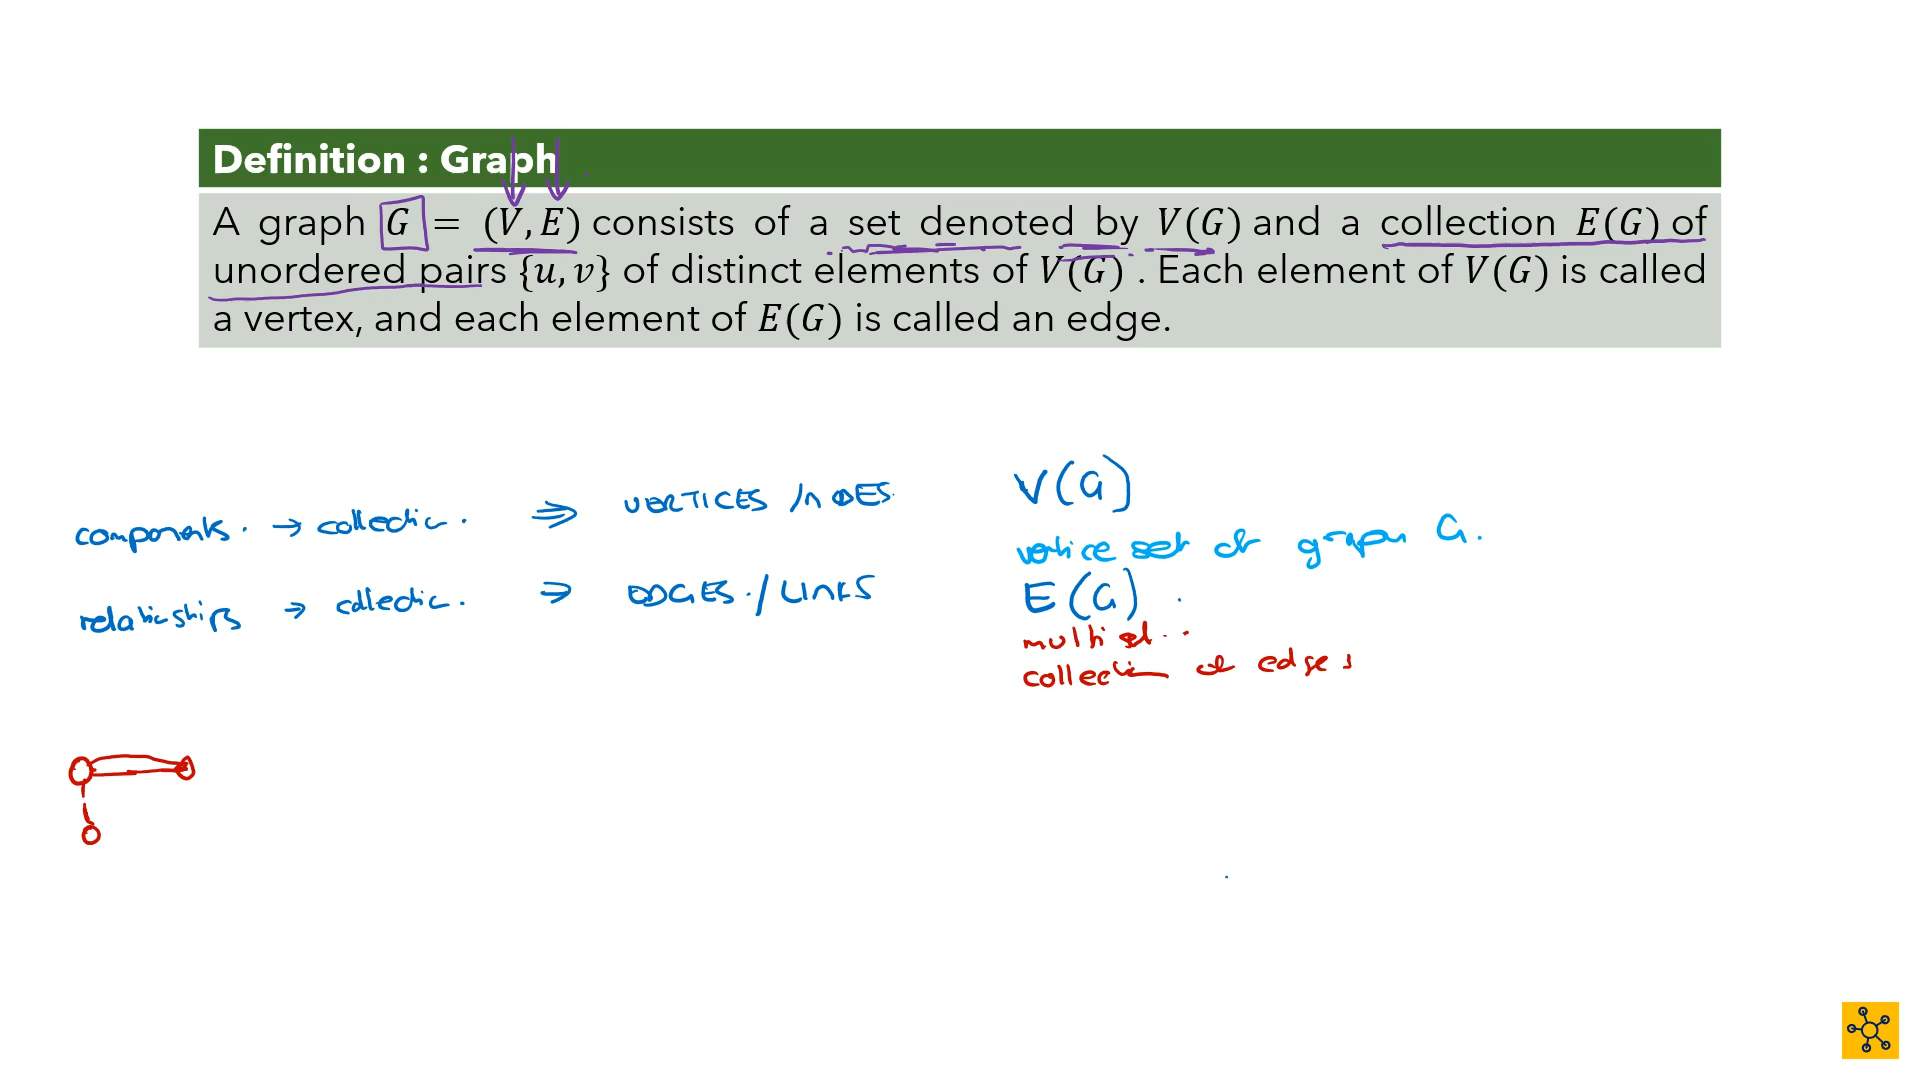 Definition : Graph
A graph G = (V, E) consists of a set denoted by V(G) and a collection E(G) of
unordered pairs {u, v} of distinct elements of V(G) . Each element of V(G) is called
a vertex, and each element of E(G) is called an edge.
components. → collection. ⇒ VERTICES / NODES.
V(G)
vertice set of graph G.
relationships → collection. ⇒ EDGES. / LINKS
E(G).
multiset..
collection of edges